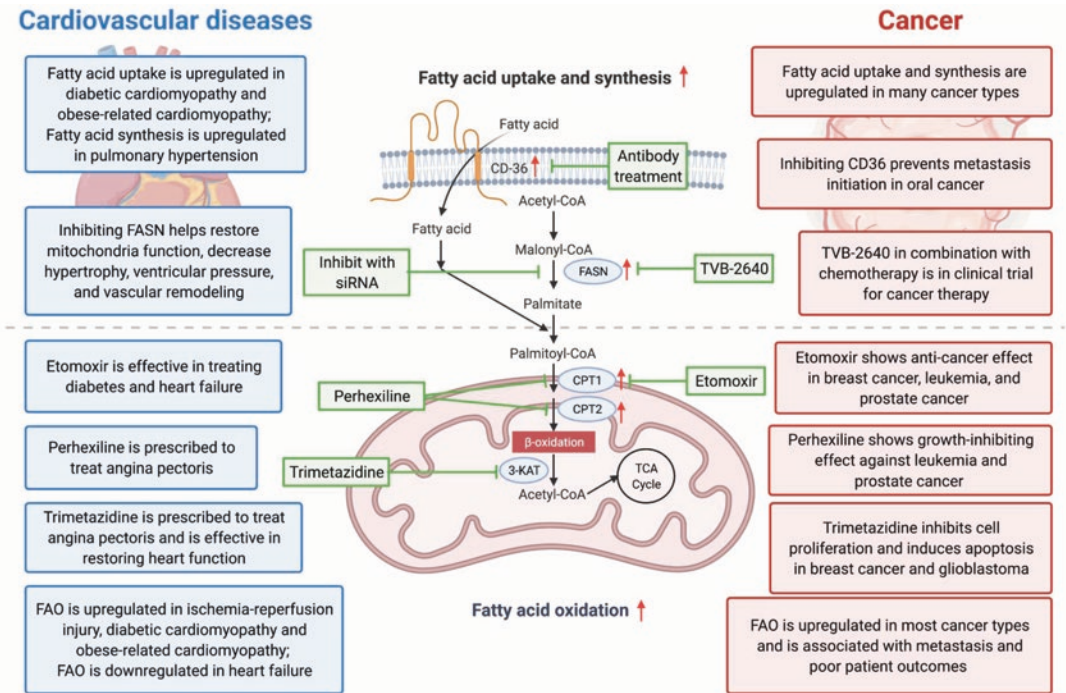 Cardiovascular diseases
Cancer
Fatty acid uptake is upregulated in
diabetic cardiomyopathy and
obese-related cardiomyopathy;
Fatty acid synthesis is upregulated
in pulmonary hypertension
Inhibiting FASN helps restore
mitochondria function, decrease
hypertrophy, ventricular pressure,
and vascular remodeling
Etomoxir is effective in treating
diabetes and heart failure
Perhexiline is prescribed to
treat angina pectoris
Trimetazidine is prescribed to treat
angina pectoris and is effective in
restoring heart function
FAO is upregulated in ischemia-reperfusion
injury, diabetic cardiomyopathy and
obese-related cardiomyopathy;
FAO is downregulated in heart failure
Fatty acid uptake and synthesis
Fatty acid
CD-36
Antibody
treatment
Acetyl-CoA
Fatty acid
Malonyl-CoA
Inhibit with
siRNA
FASN
TVB-2640
Palmitate
Palmitoyl-CoA
CPT1
Etomoxir
Perhexiline
CPT2
β-oxidation
Trimetazidine
3-KAT
TCA
Cycle
Acetyl-CoA
Fatty acid oxidation
Fatty acid uptake and synthesis are
upregulated in many cancer types
Inhibiting CD36 prevents metastasis
initiation in oral cancer
TVB-2640 in combination with
chemotherapy is in clinical trial
for cancer therapy
Etomoxir shows anti-cancer effect
in breast cancer, leukemia, and
prostate cancer
Perhexiline shows growth-inhibiting
effect against leukemia and
prostate cancer
Trimetazidine inhibits cell
proliferation and induces apoptosis
in breast cancer and glioblastoma
FAO is upregulated in most cancer types
and is associated with metastasis and
poor patient outcomes